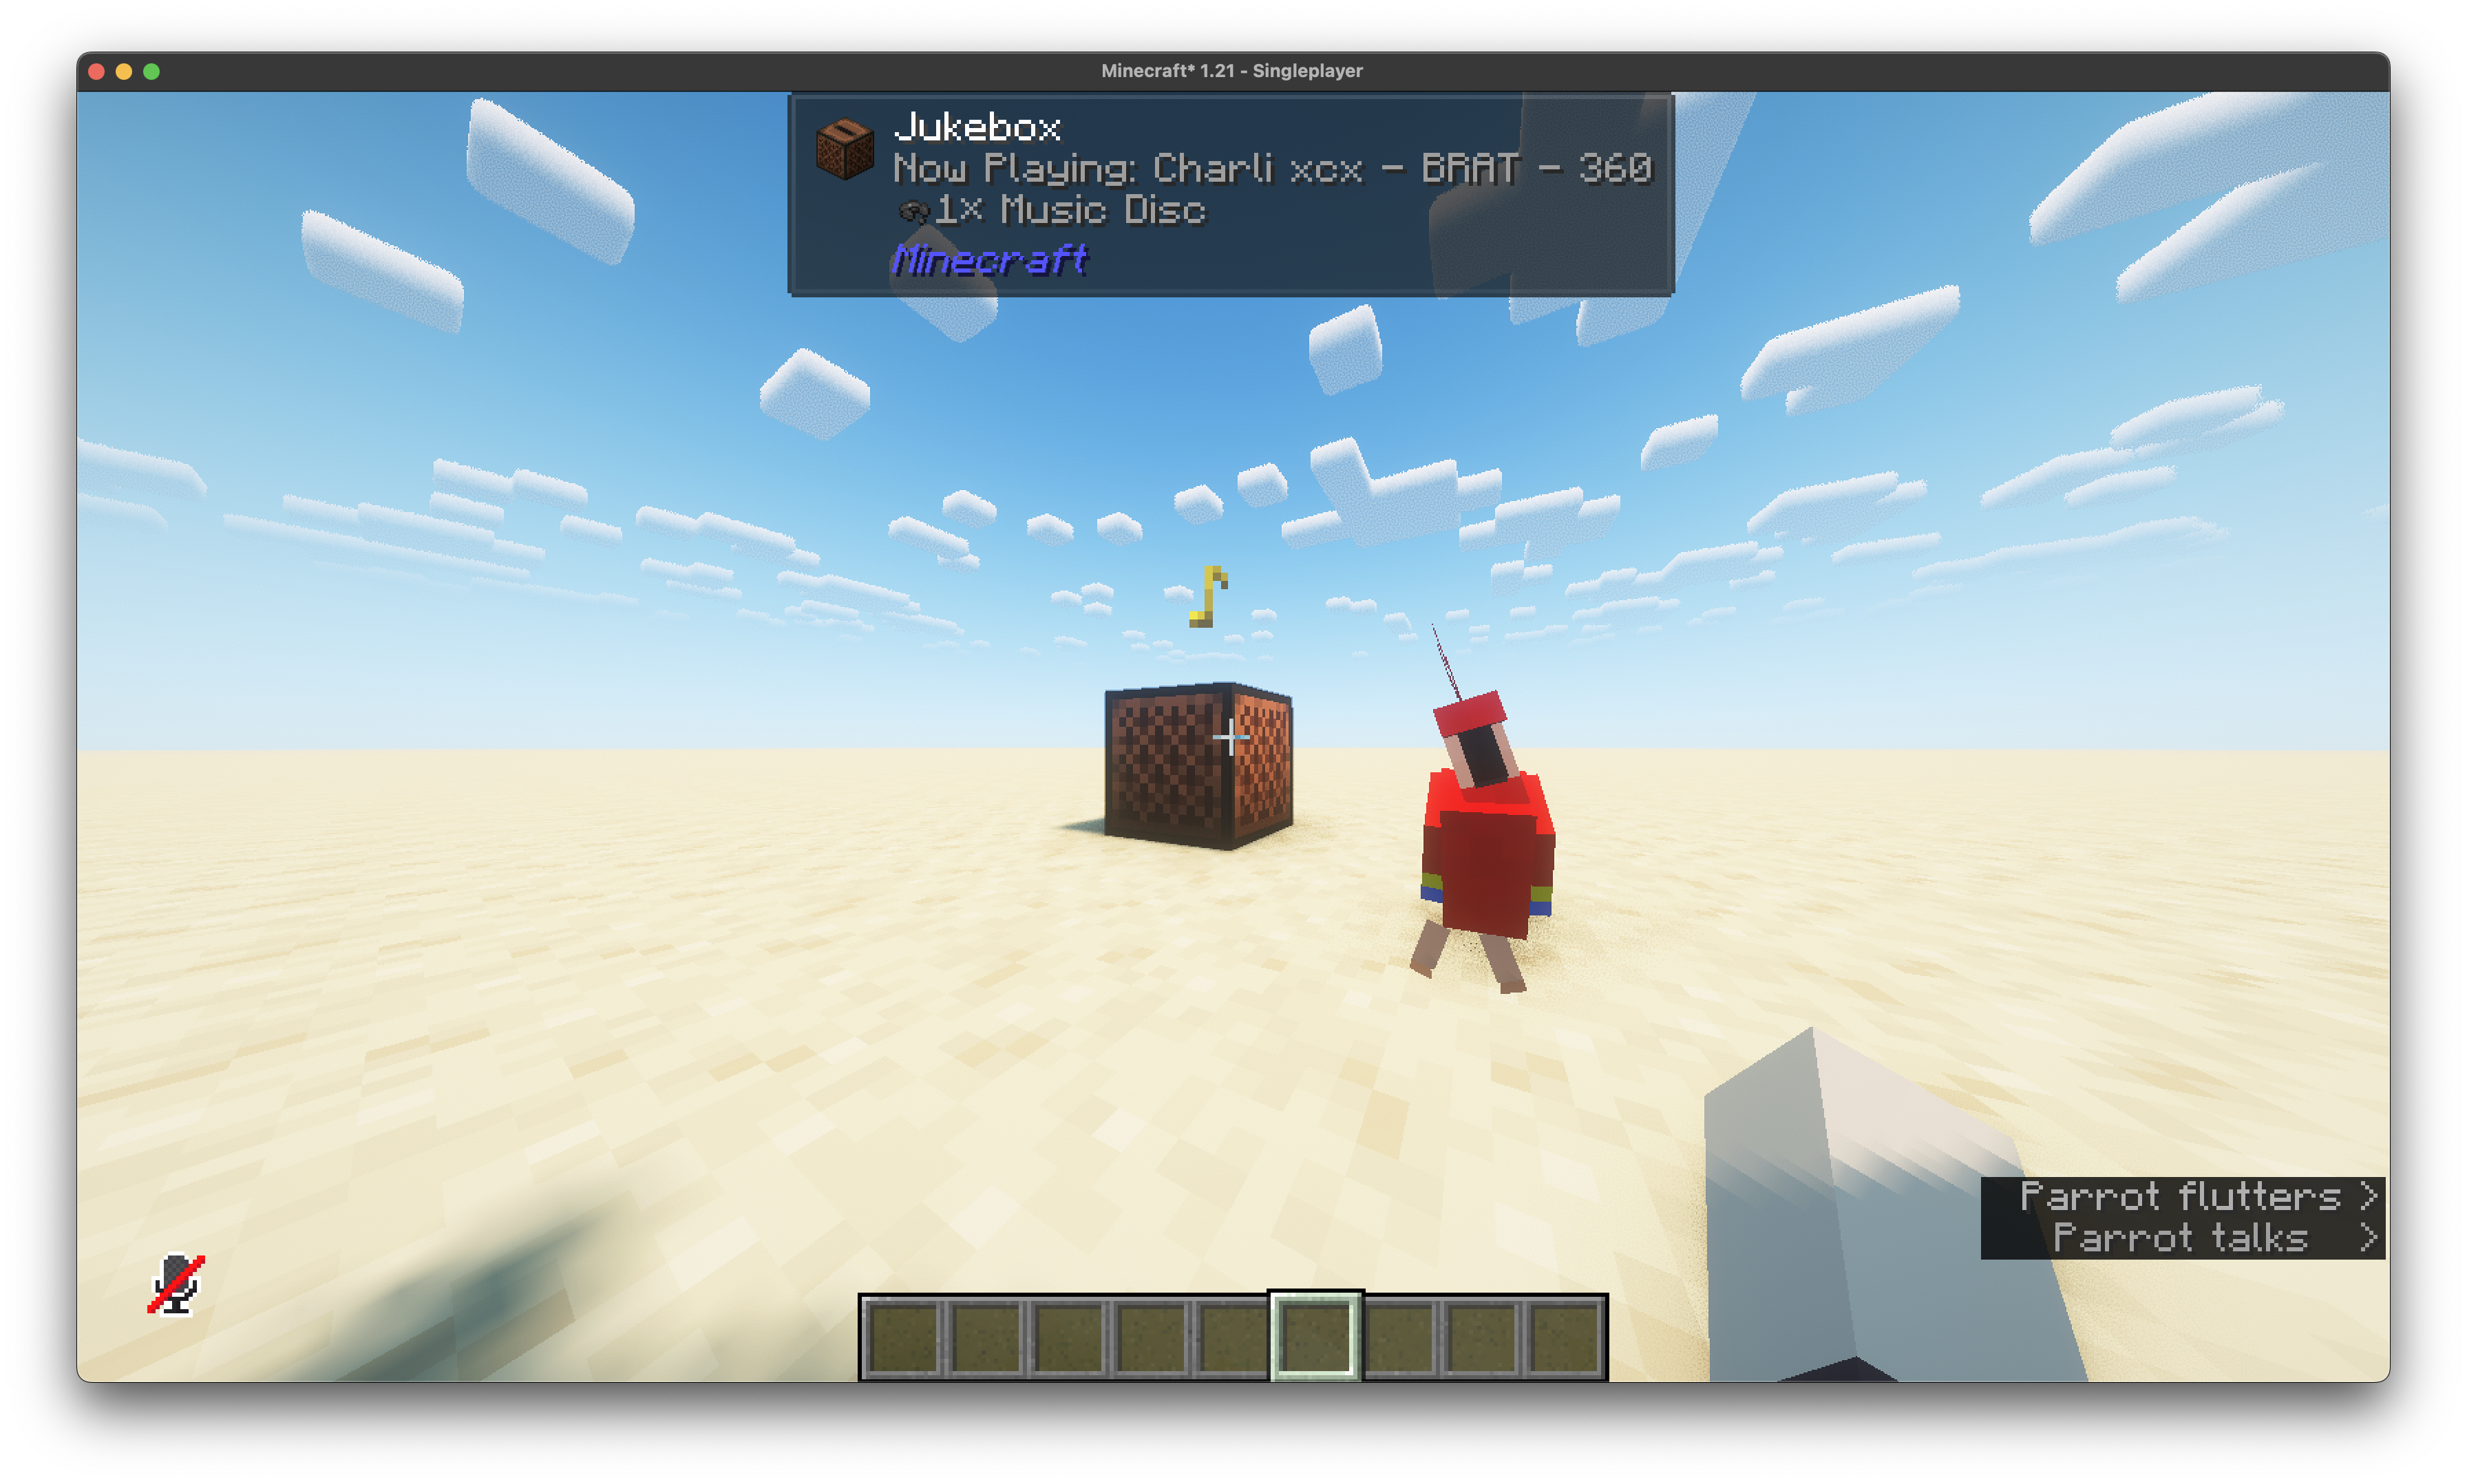 Minecraft* 1.21 - Singleplayer
Jukebox
Now Playing: Charli xcx - BRAT - 360
1x Music Disc
Minecraft
Parrot flutters >
Parrot talks >